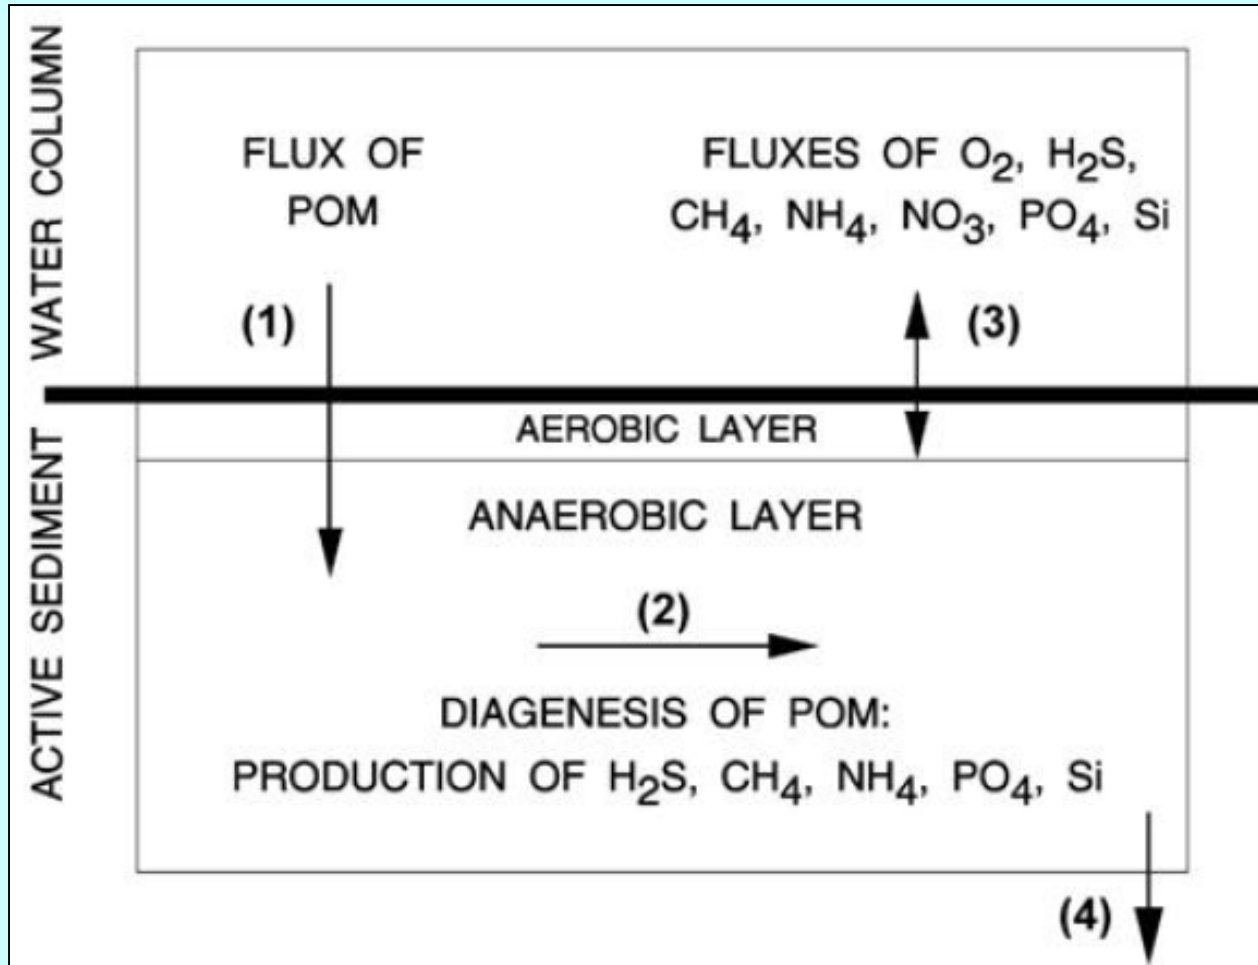 WATER COLUMN
FLUX OF
POM
FLUXES OF O₂, H₂S,
CH₄, NH₄, NO₃, PO₄, Si
(1)
(3)
ACTIVE SEDIMENT
AEROBIC LAYER
ANAEROBIC LAYER
(2)
DIAGENESIS OF POM:
PRODUCTION OF H₂S, CH₄, NH₄, PO₄, Si
(4)